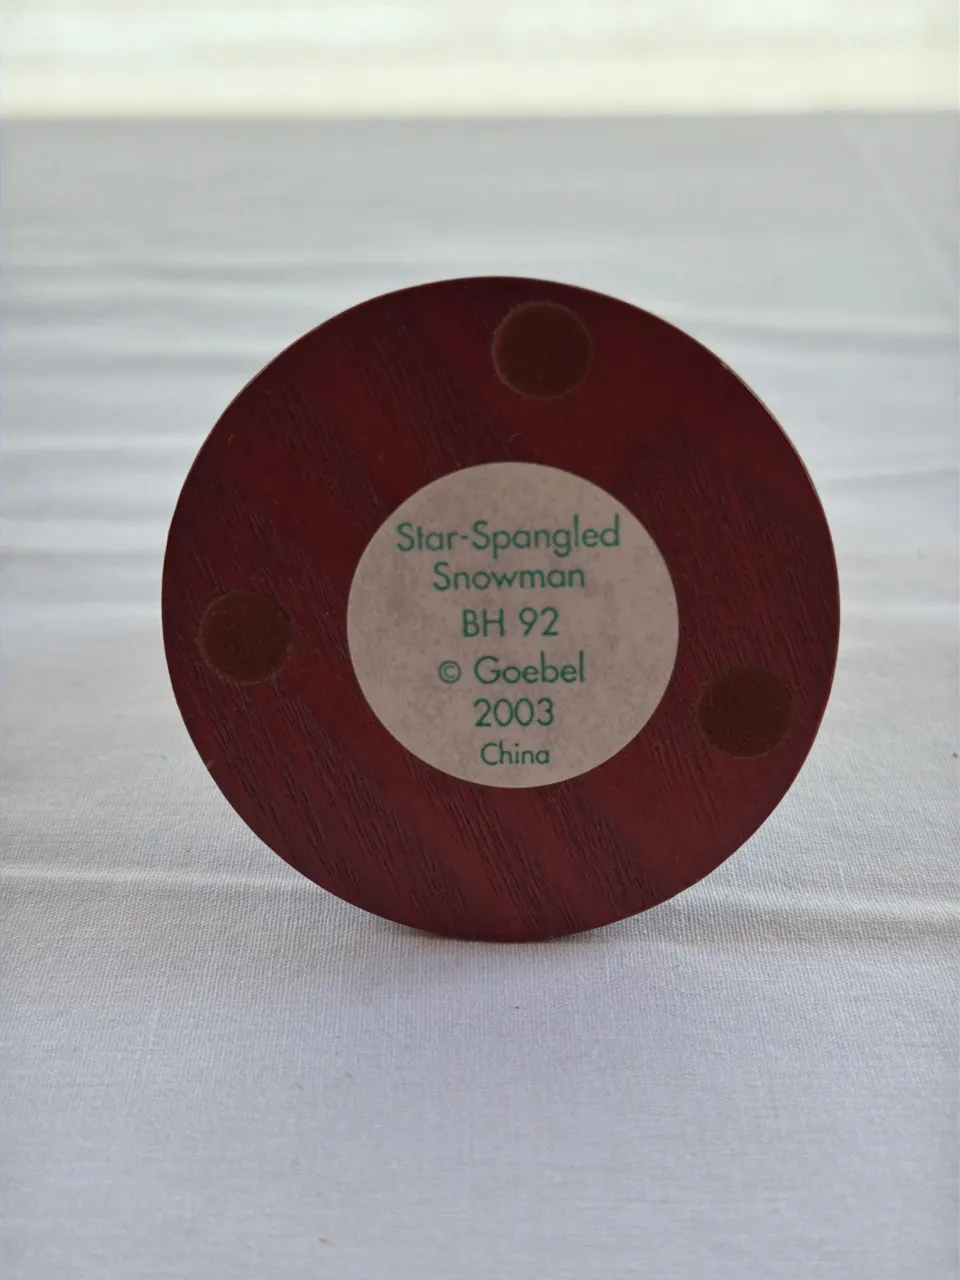 Star-Spangled
Snowman
BH 92
© Goebel
2003
China